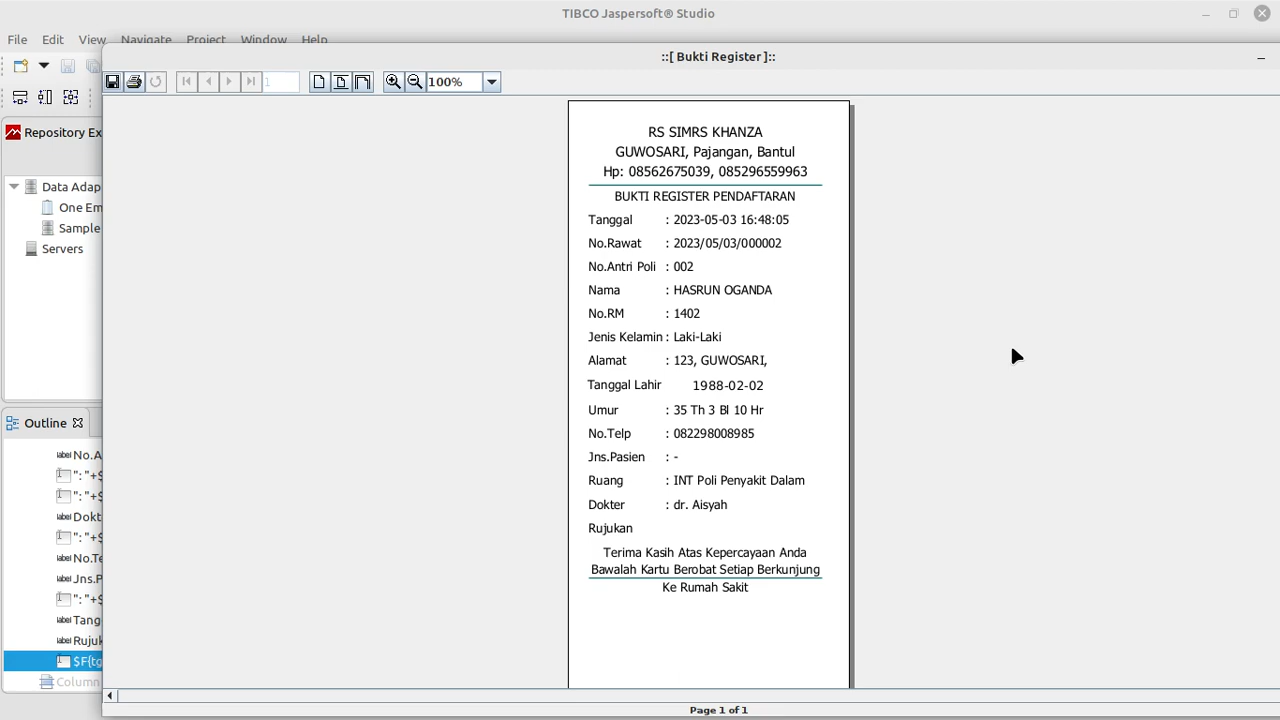 TIBCO Jaspersoft® Studio
File Edit View Navigate Project Window Help
::[ Bukti Register ]::
1
100%
Repository Ex
Data Adap
One Em
Sample
Servers
Outline
No.A
": "+$
": "+$
Dokt
": "+$
No.Te
Jns.P
": "+$
Tang
Rujuk
$F{tg
Column
RS SIMRS KHANZA
GUWOSARI, Pajangan, Bantul
Hp: 08562675039, 085296559963
BUKTI REGISTER PENDAFTARAN
Tanggal : 2023-05-03 16:48:05
No.Rawat : 2023/05/03/000002
No.Antri Poli : 002
Nama : HASRUN OGANDA
No.RM : 1402
Jenis Kelamin : Laki-Laki
Alamat : 123, GUWOSARI,
Tanggal Lahir 1988-02-02
Umur : 35 Th 3 Bl 10 Hr
No.Telp : 082298008985
Jns.Pasien : -
Ruang : INT Poli Penyakit Dalam
Dokter : dr. Aisyah
Rujukan
Terima Kasih Atas Kepercayaan Anda
Bawalah Kartu Berobat Setiap Berkunjung
Ke Rumah Sakit
Page 1 of 1